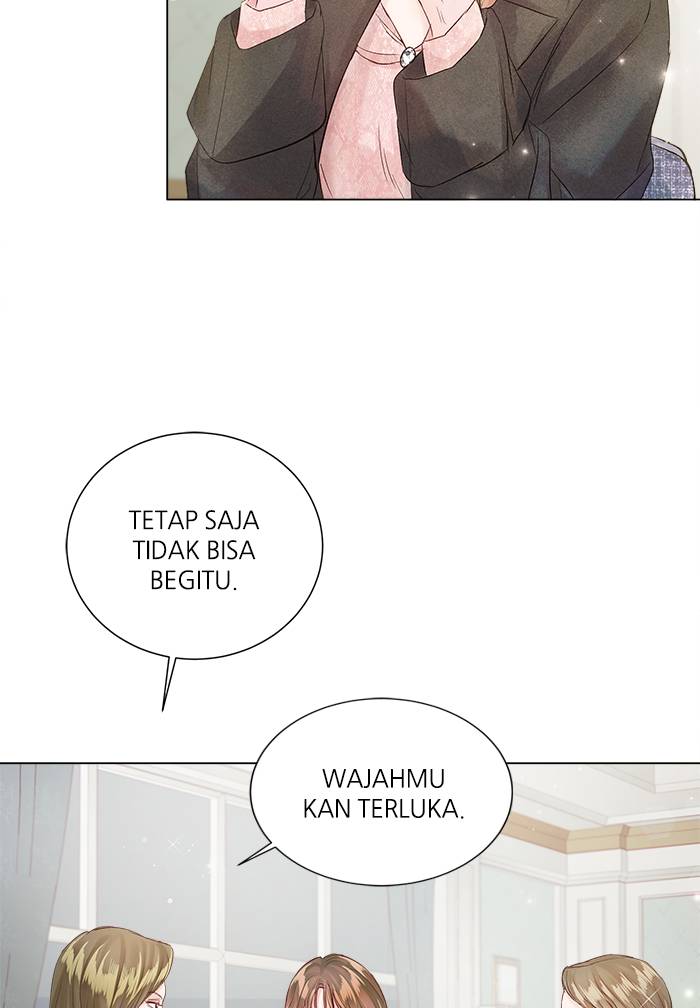 TETAP SAJA
TIDAK BISA
BEGITU.
WAJAHMU
KAN TERLUKA.